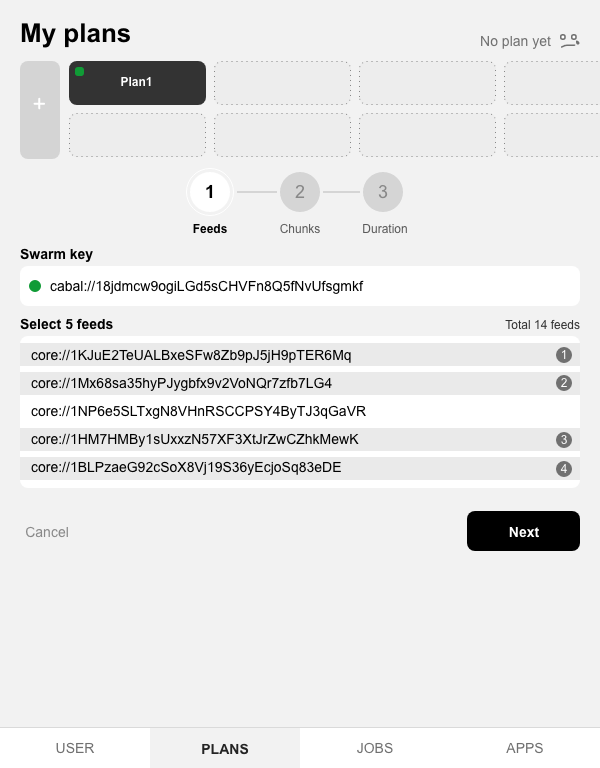 My plans
No plan yet
+
Plan1
1
2
3
Feeds
Chunks
Duration
Swarm key
cabal://18jdmcw9ogiLGd5sCHVFn8Q5fNvUfsgmkf
Select 5 feeds
Total 14 feeds
core://1KJuE2TeUALBxeSFw8Zb9pJ5jH9pTER6Mq
1
core://1Mx68sa35hyPJygbfx9v2VoNQr7zfb7LG4
2
core://1NP6e5SLTxgN8VHnRSCCPSY4ByTJ3qGaVR
core://1HM7HMBy1sUxxzN57XF3XtJrZwCZhkMewK
3
core://1BLPzaeG92cSoX8Vj19S36yEcjoSq83eDE
4
Cancel
Next
USER
PLANS
JOBS
APPS